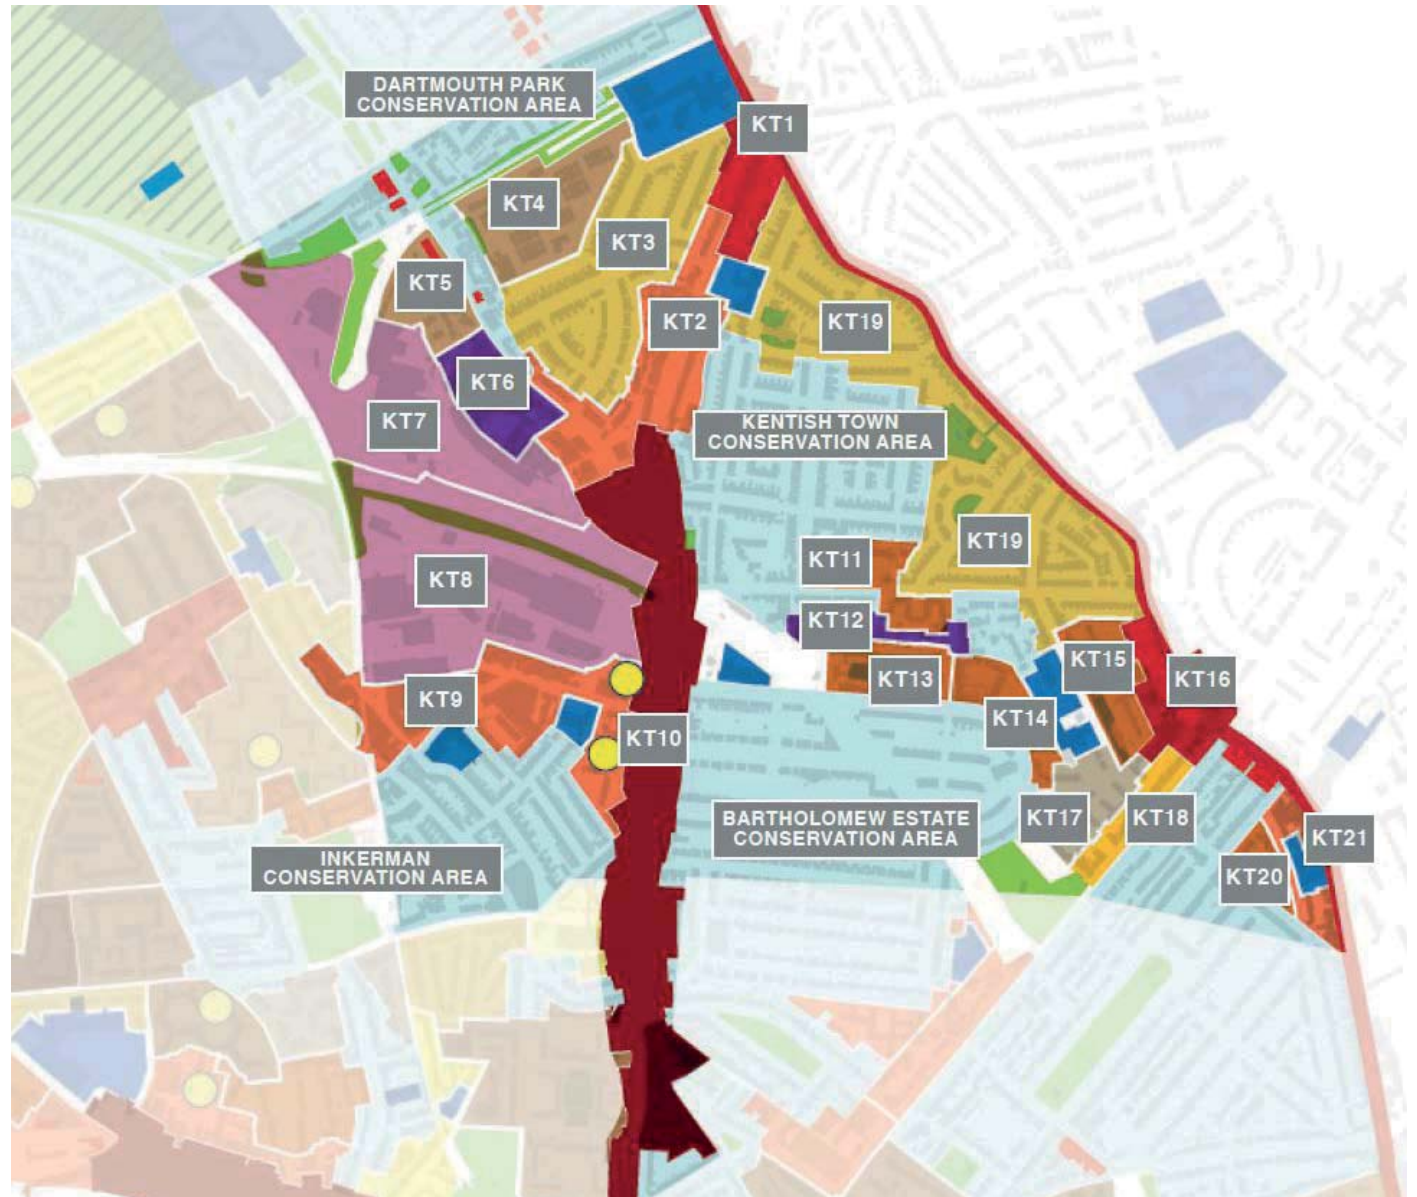 DARTMOUTH PARK
CONSERVATION AREA
KT1
KT4
KT3
KT5
KT2
KT19
KT6
KT7
KENTISH TOWN
CONSERVATION AREA
KT19
KT11
KT8
KT12
KT15
KT13
KT16
KT9
KT14
KT10
BARTHOLOMEW ESTATE
CONSERVATION AREA
KT17
KT18
KT21
INKERMAN
CONSERVATION AREA
KT20